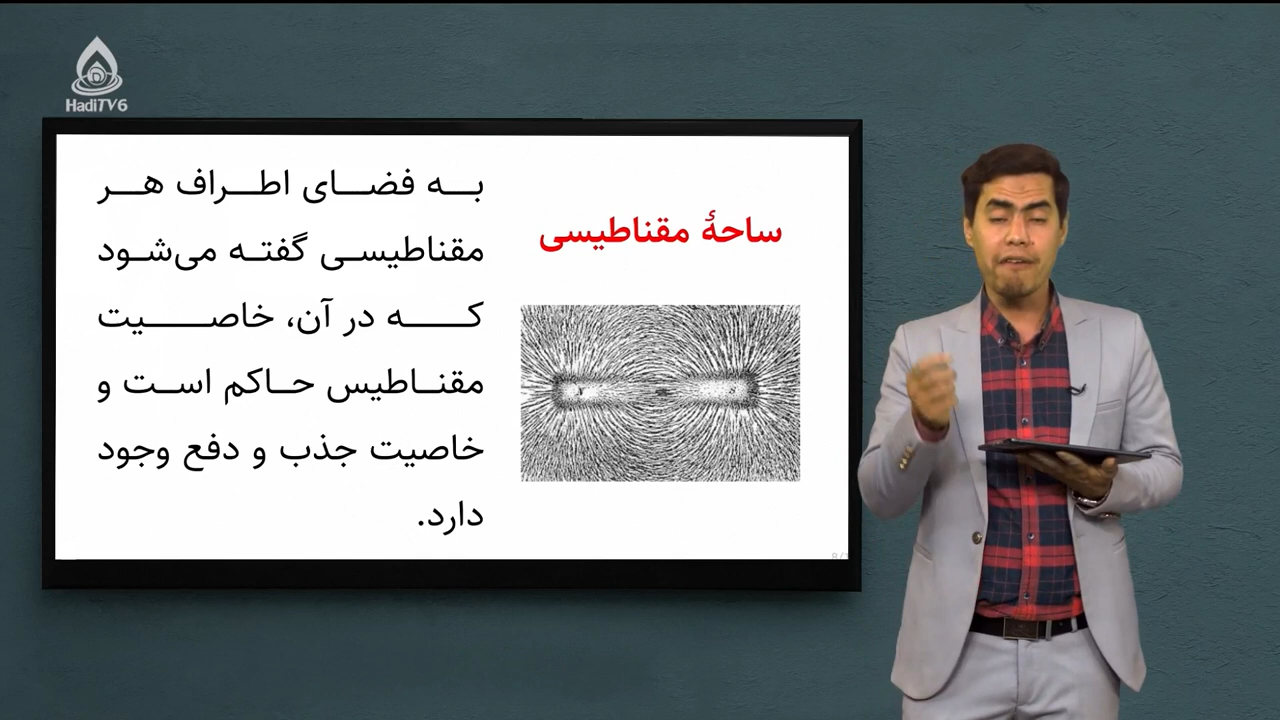 HadiTV6
ساحهٔ مقناطیسی
به فضای اطراف هر
مقناطیسی گفته می‌شود
که در آن، خاصیت
مقناطیس حاکم است و
خاصیت جذب و دفع وجود
دارد.